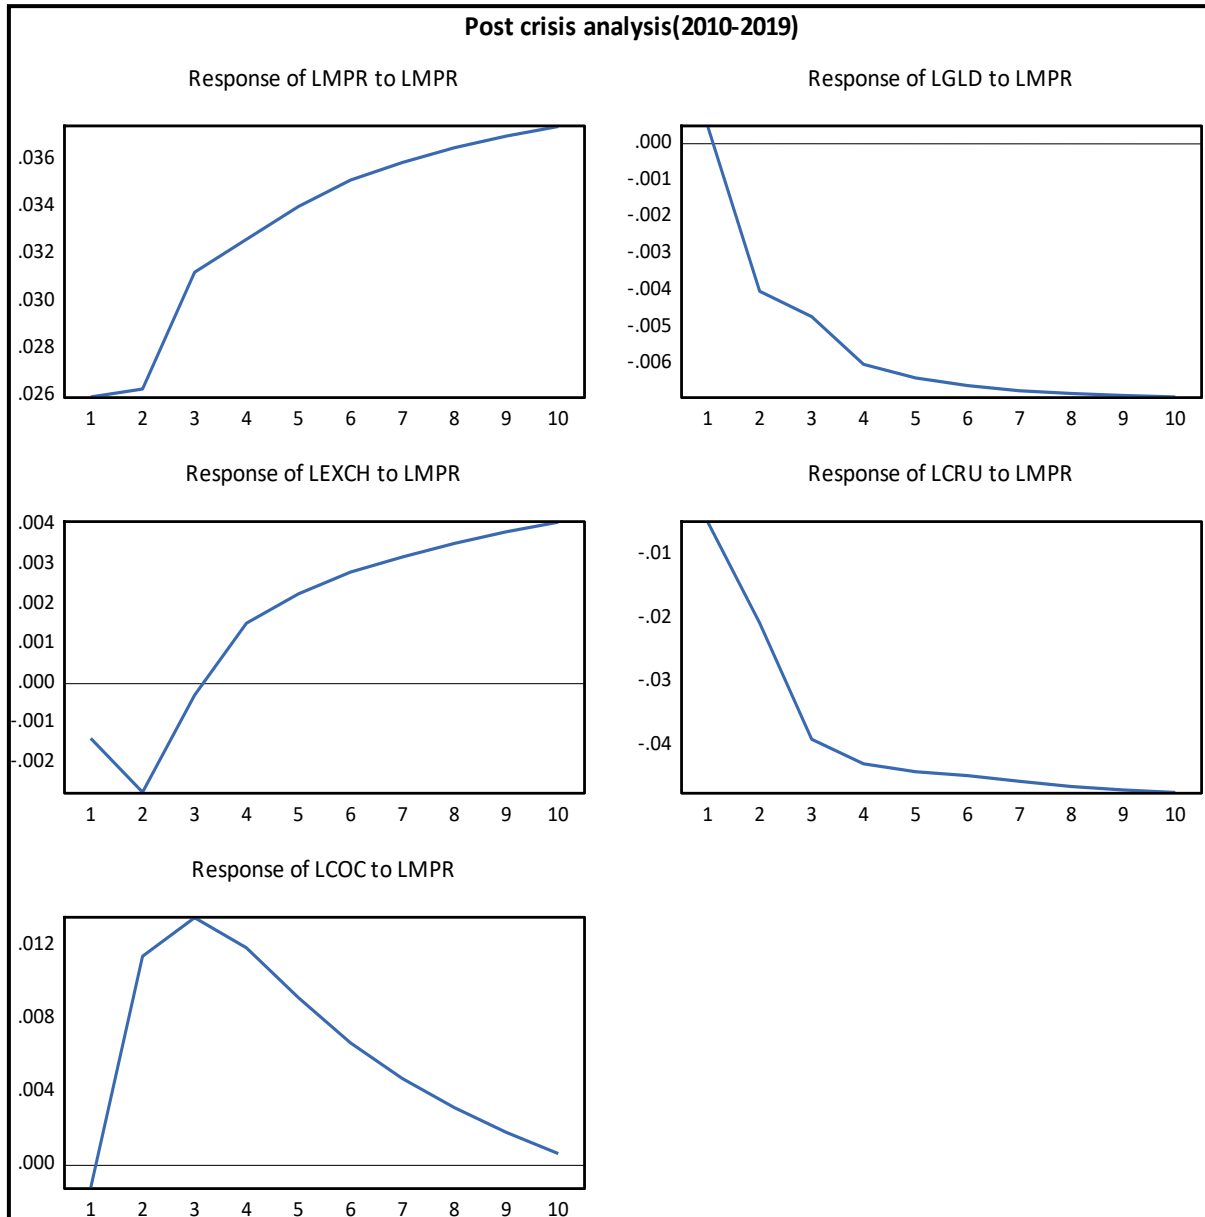 Post crisis analysis(2010-2019)
Response of LMPR to LMPR
.036
.034
.032
.030
.028
.026
1 2 3 4 5 6 7 8 9 10
Response of LGLD to LMPR
.000
-.001
-.002
-.003
-.004
-.005
-.006
1 2 3 4 5 6 7 8 9 10
Response of LEXCH to LMPR
.004
.003
.002
.001
.000
-.001
-.002
1 2 3 4 5 6 7 8 9 10
Response of LCRU to LMPR
-.01
-.02
-.03
-.04
1 2 3 4 5 6 7 8 9 10
Response of LCOC to LMPR
.012
.008
.004
.000
1 2 3 4 5 6 7 8 9 10